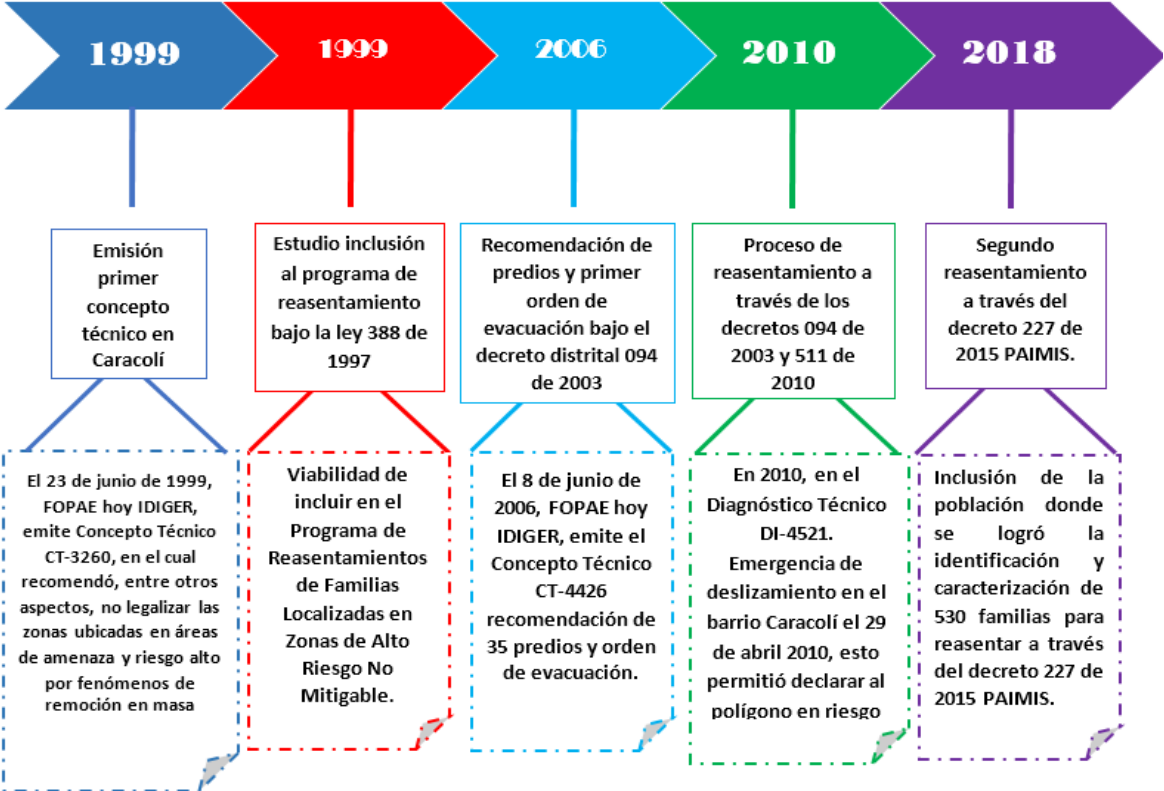 1999
1999
2006
2010
2018
Emisión
primer
concepto
técnico en
Caracolí
Estudio inclusión
al programa de
reasentamiento
bajo la ley 388 de
1997
Recomendación de
predios y primer
orden de
evacuación bajo el
decreto distrital 094
de 2003
Proceso de
reasentamiento a
través de los
decretos 094 de
2003 y 511 de
2010
Segundo
reasentamiento
a través del
decreto 227 de
2015 PAIMIS.
El 23 de junio de 1999,
FOPAE hoy IDIGER,
emite Concepto Técnico
CT-3260, en el cual
recomendó, entre otros
aspectos, no legalizar las
zonas ubicadas en áreas
de amenaza y riesgo alto
por fenómenos de
remoción en masa
Viabilidad de
incluir en el
Programa de
Reasentamientos
de Familias
Localizadas en
Zonas de Alto
Riesgo No
Mitigable.
El 8 de junio de
2006, FOPAE hoy
IDIGER, emite el
Concepto Técnico
CT-4426
recomendación de
35 predios y orden
de evacuación.
En 2010, en el
Diagnóstico Técnico
DI-4521.
Emergencia de
deslizamiento en el
barrio Caracolí el 29
de abril 2010, esto
permitió declarar al
polígono en riesgo
Inclusión de la
población donde
se logró la
identificación y
caracterización de
530 familias para
reasentar a través
del decreto 227 de
2015 PAIMIS.